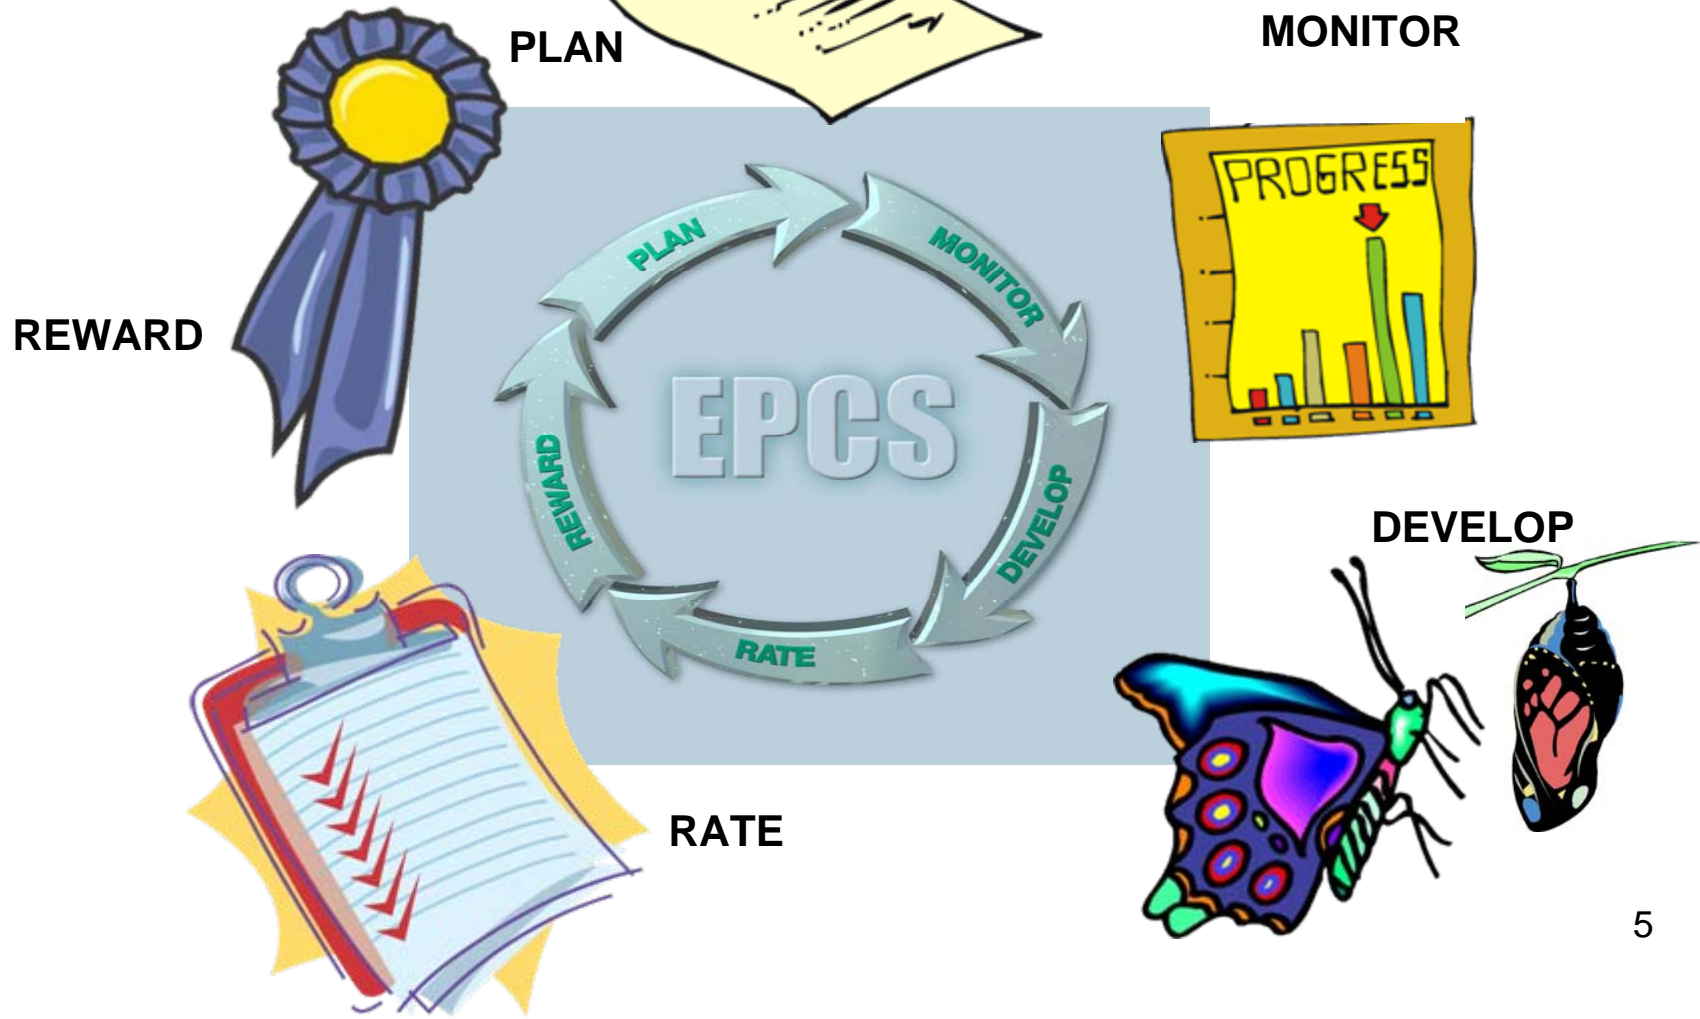 PLAN
MONITOR
PROGRESS
PLAN
MONITOR
REWARD
EPCS
REWARD
DEVELOP
DEVELOP
RATE
RATE
5